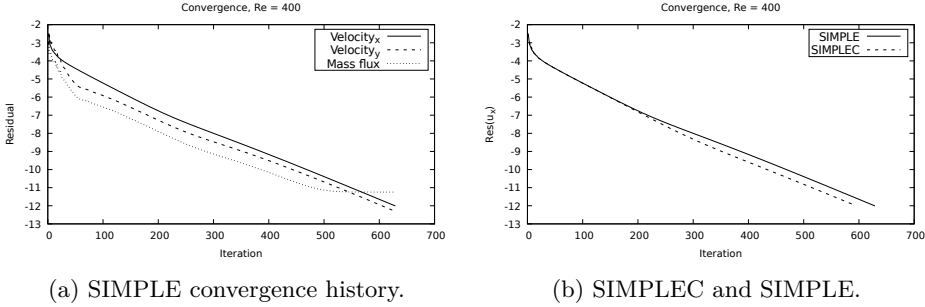 Convergence, Re = 400
Residual
-2
-3
-4
-5
-6
-7
-8
-9
-10
-11
-12
-13
0 100 200 300 400 500 600 700
Iteration
Velocityx
Velocityy
Mass flux
(a) SIMPLE convergence history.
Convergence, Re = 400
Res(ux)
-2
-3
-4
-5
-6
-7
-8
-9
-10
-11
-12
-13
0 100 200 300 400 500 600 700
Iteration
SIMPLE
SIMPLEC
(b) SIMPLEC and SIMPLE.